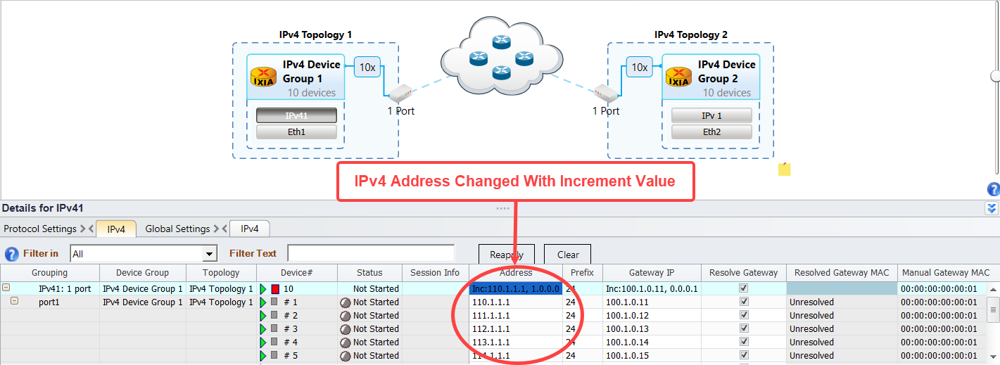 IPv4 Topology 1
IPv4 Topology 2
IPv4 Device
Group 1
10 devices
10x
IXIA
IPv41
Eth1
1 Port
1 Port
10x
IPv4 Device
Group 2
10 devices
IXIA
IPv 1
Eth2
IPv4 Address Changed With Increment Value
Details for IPv41
Protocol Settings IPv4 Global Settings IPv4
Filter in All Filter Text Reapply Clear
Grouping Device Group Topology Device# Status Session Info Address Prefix Gateway IP Resolve Gateway Resolved Gateway MAC Manual Gateway MAC
IPv41: 1 port IPv4 Device Group 1 IPv4 Topology 1 10 Not Started Inc:110.1.1.1, 1.0.0.0 24 Inc:100.1.0.11, 0.0.0.1 00:00:00:00:00:01
port1 IPv4 Device Group 1 IPv4 Topology 1 # 1 Not Started 110.1.1.1 24 100.1.0.11 Unresolved 00:00:00:00:00:01
# 2 Not Started 111.1.1.1 24 100.1.0.12 Unresolved 00:00:00:00:00:01
# 3 Not Started 112.1.1.1 24 100.1.0.13 Unresolved 00:00:00:00:00:01
# 4 Not Started 113.1.1.1 24 100.1.0.14 Unresolved 00:00:00:00:00:01
# 5 Not Started 114.1.1.1 24 100.1.0.15 Unresolved 00:00:00:00:00:01